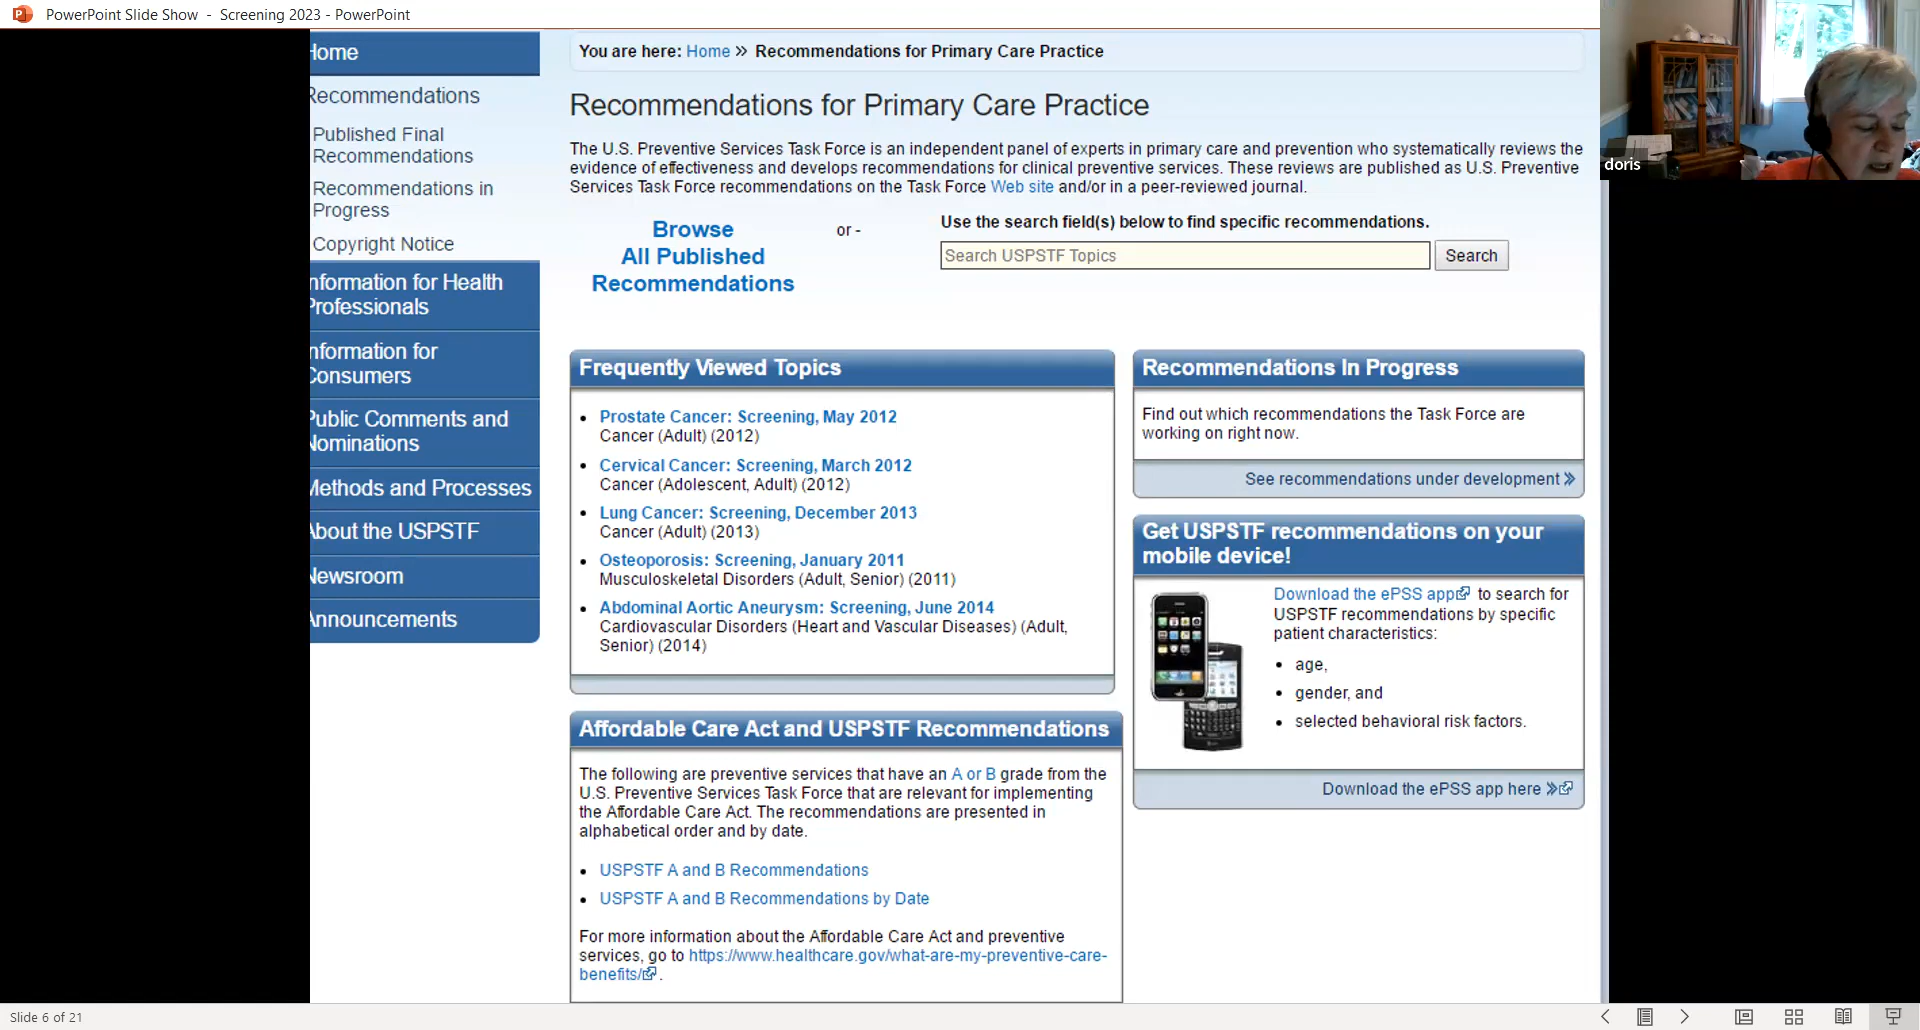 PowerPoint Slide Show - Screening 2023 - PowerPoint
Home
Recommendations
Published Final
Recommendations
Recommendations in
Progress
Copyright Notice
Information for Health
Professionals
Information for
Consumers
Public Comments and
Nominations
Methods and Processes
About the USPSTF
Newsroom
Announcements
You are here: Home » Recommendations for Primary Care Practice
Recommendations for Primary Care Practice
The U.S. Preventive Services Task Force is an independent panel of experts in primary care and prevention who systematically reviews the
evidence of effectiveness and develops recommendations for clinical preventive services. These reviews are published as U.S. Preventive
Services Task Force recommendations on the Task Force Web site and/or in a peer-reviewed journal.
Browse
All Published
Recommendations
or -
Use the search field(s) below to find specific recommendations.
Search USPSTF Topics
Search
Frequently Viewed Topics
• Prostate Cancer: Screening, May 2012
Cancer (Adult) (2012)
• Cervical Cancer: Screening, March 2012
Cancer (Adolescent, Adult) (2012)
• Lung Cancer: Screening, December 2013
Cancer (Adult) (2013)
• Osteoporosis: Screening, January 2011
Musculoskeletal Disorders (Adult, Senior) (2011)
• Abdominal Aortic Aneurysm: Screening, June 2014
Cardiovascular Disorders (Heart and Vascular Diseases) (Adult,
Senior) (2014)
Affordable Care Act and USPSTF Recommendations
The following are preventive services that have an A or B grade from the
U.S. Preventive Services Task Force that are relevant for implementing
the Affordable Care Act. The recommendations are presented in
alphabetical order and by date.
• USPSTF A and B Recommendations
• USPSTF A and B Recommendations by Date
For more information about the Affordable Care Act and preventive
services, go to https://www.healthcare.gov/what-are-my-preventive-care-
benefits/.
Recommendations In Progress
Find out which recommendations the Task Force are
working on right now.
See recommendations under development »
Get USPSTF recommendations on your
mobile device!
Download the ePSS app to search for
USPSTF recommendations by specific
patient characteristics:
• age,
• gender, and
• selected behavioral risk factors.
Download the ePSS app here »
doris
Slide 6 of 21